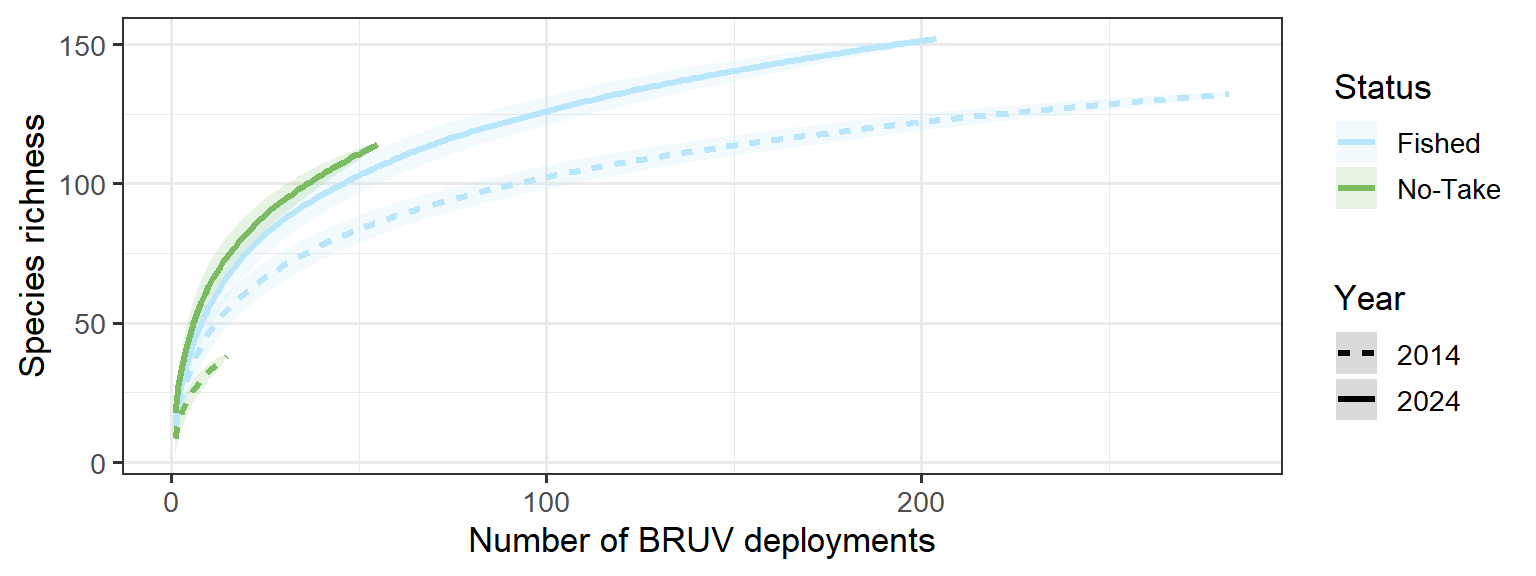 150
100
50
0
Species richness
0 100 200
Number of BRUV deployments
Status
Fished
No-Take
Year
2014
2024